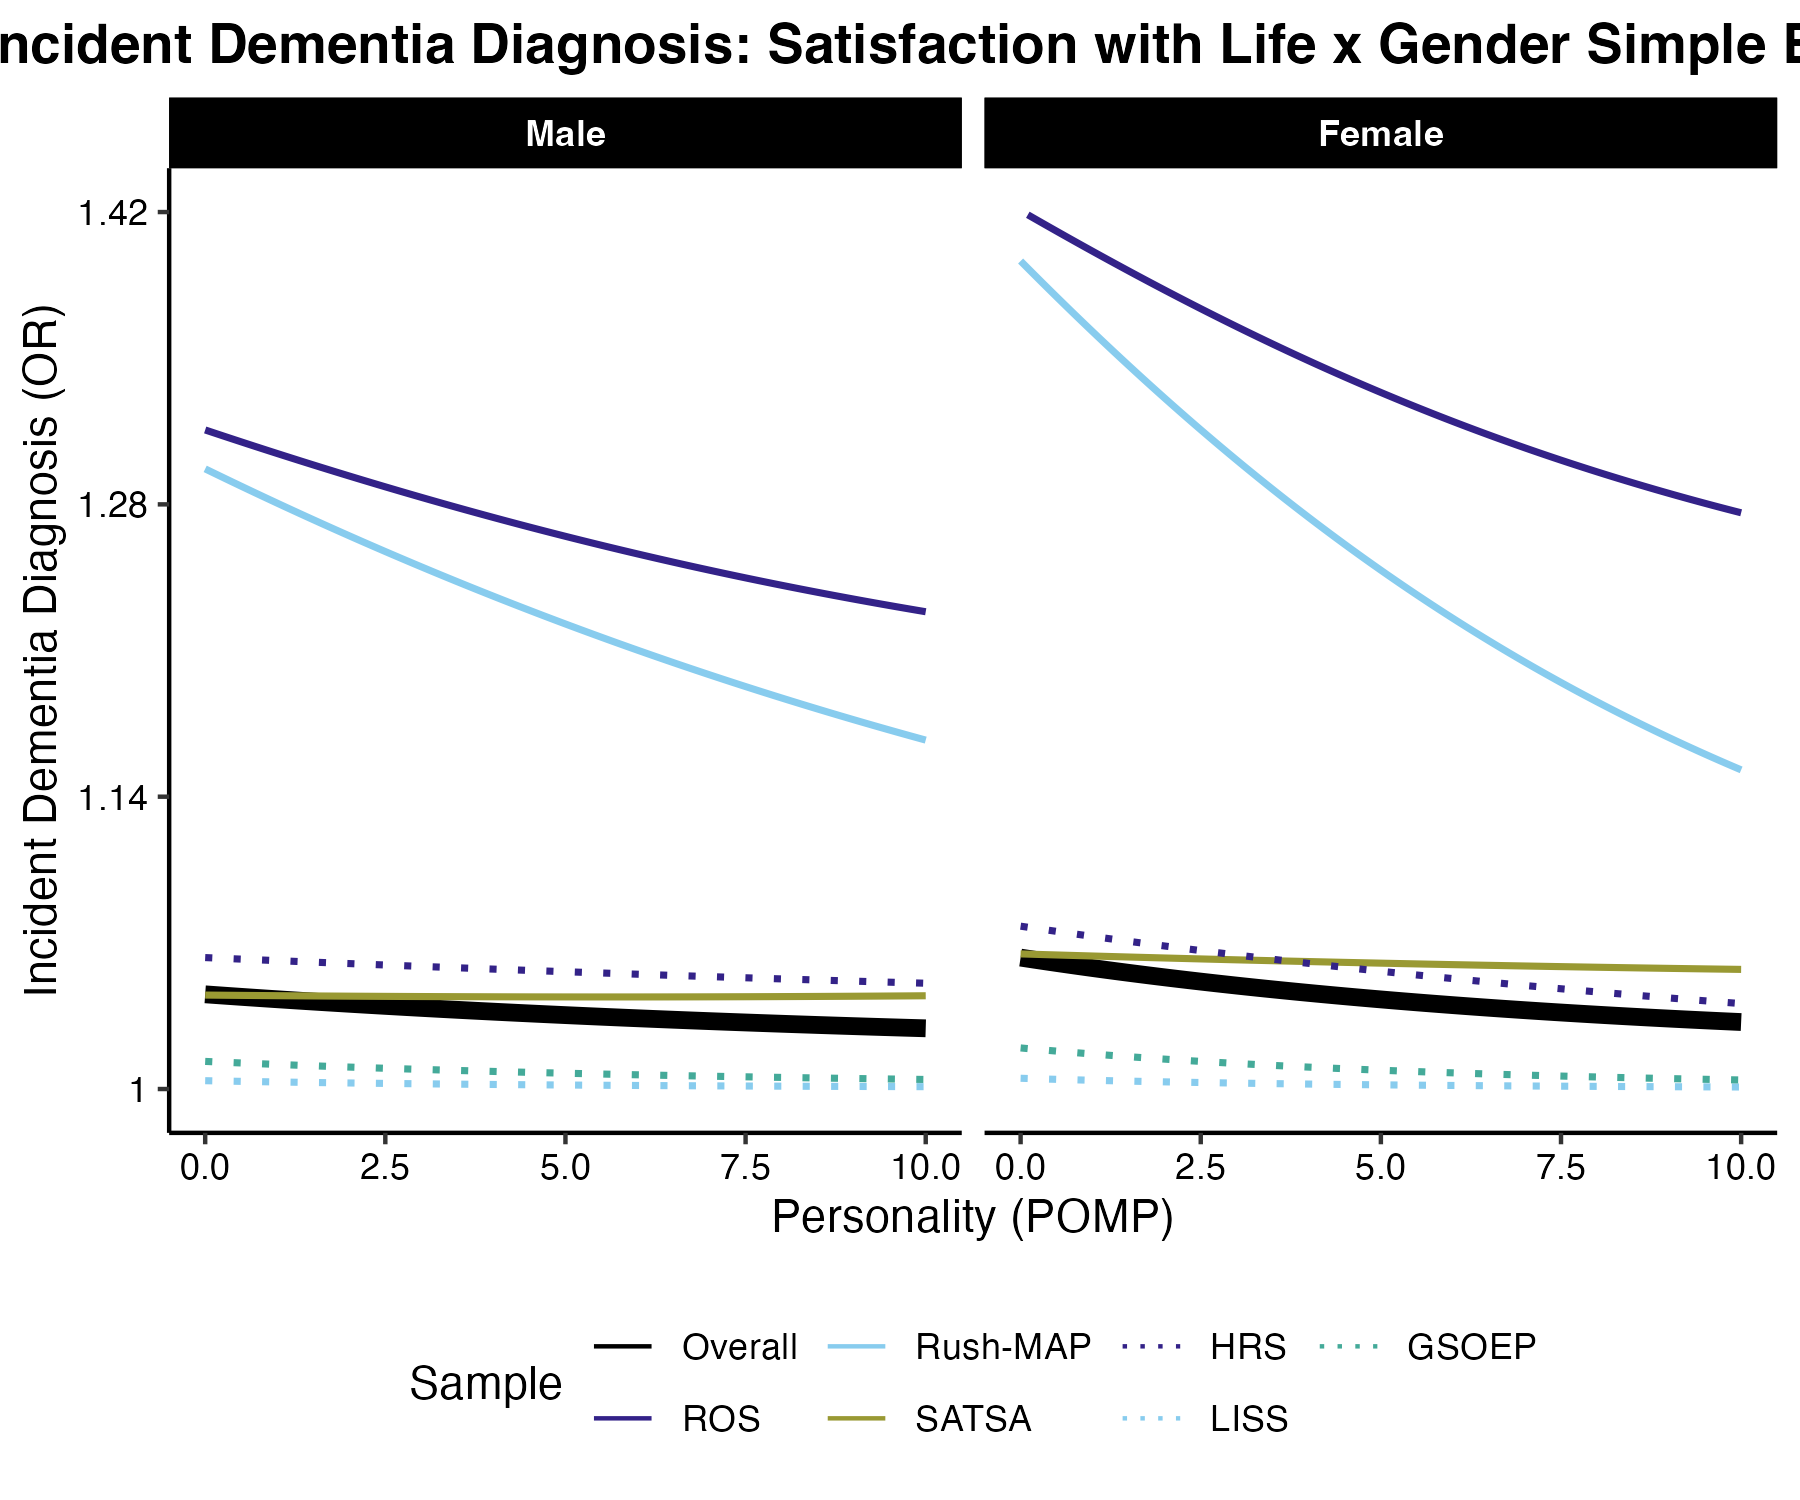 ncident Dementia Diagnosis: Satisfaction with Life x Gender Simple E
Male
Female
Incident Dementia Diagnosis (OR)
1.42
1.28
1.14
1
0.0 2.5 5.0 7.5 10.0
0.0 2.5 5.0 7.5 10.0
Personality (POMP)
Sample
Overall Rush-MAP HRS GSOEP
ROS SATSA LISS